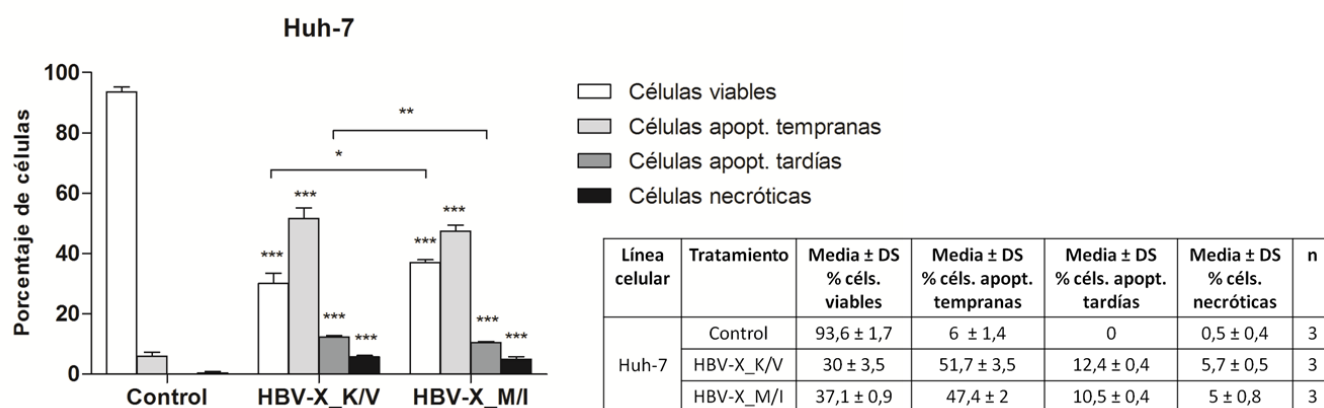 Huh-7
Porcentaje de células
100
80
60
40
20
0
**
*
***
***
***
***
***
***
***
***
Control
HBV-X_K/V
HBV-X_M/I
Células viables
Células apopt. tempranas
Células apopt. tardías
Células necróticas
Línea celular Tratamiento Media ± DS % céls. viables Media ± DS % céls. apopt. tempranas Media ± DS % céls. apopt. tardías Media ± DS % céls. necróticas n
Huh-7 Control 93,6 ± 1,7 6 ± 1,4 0 0,5 ± 0,4 3
HBV-X_K/V 30 ± 3,5 51,7 ± 3,5 12,4 ± 0,4 5,7 ± 0,5 3
HBV-X_M/I 37,1 ± 0,9 47,4 ± 2 10,5 ± 0,4 5 ± 0,8 3